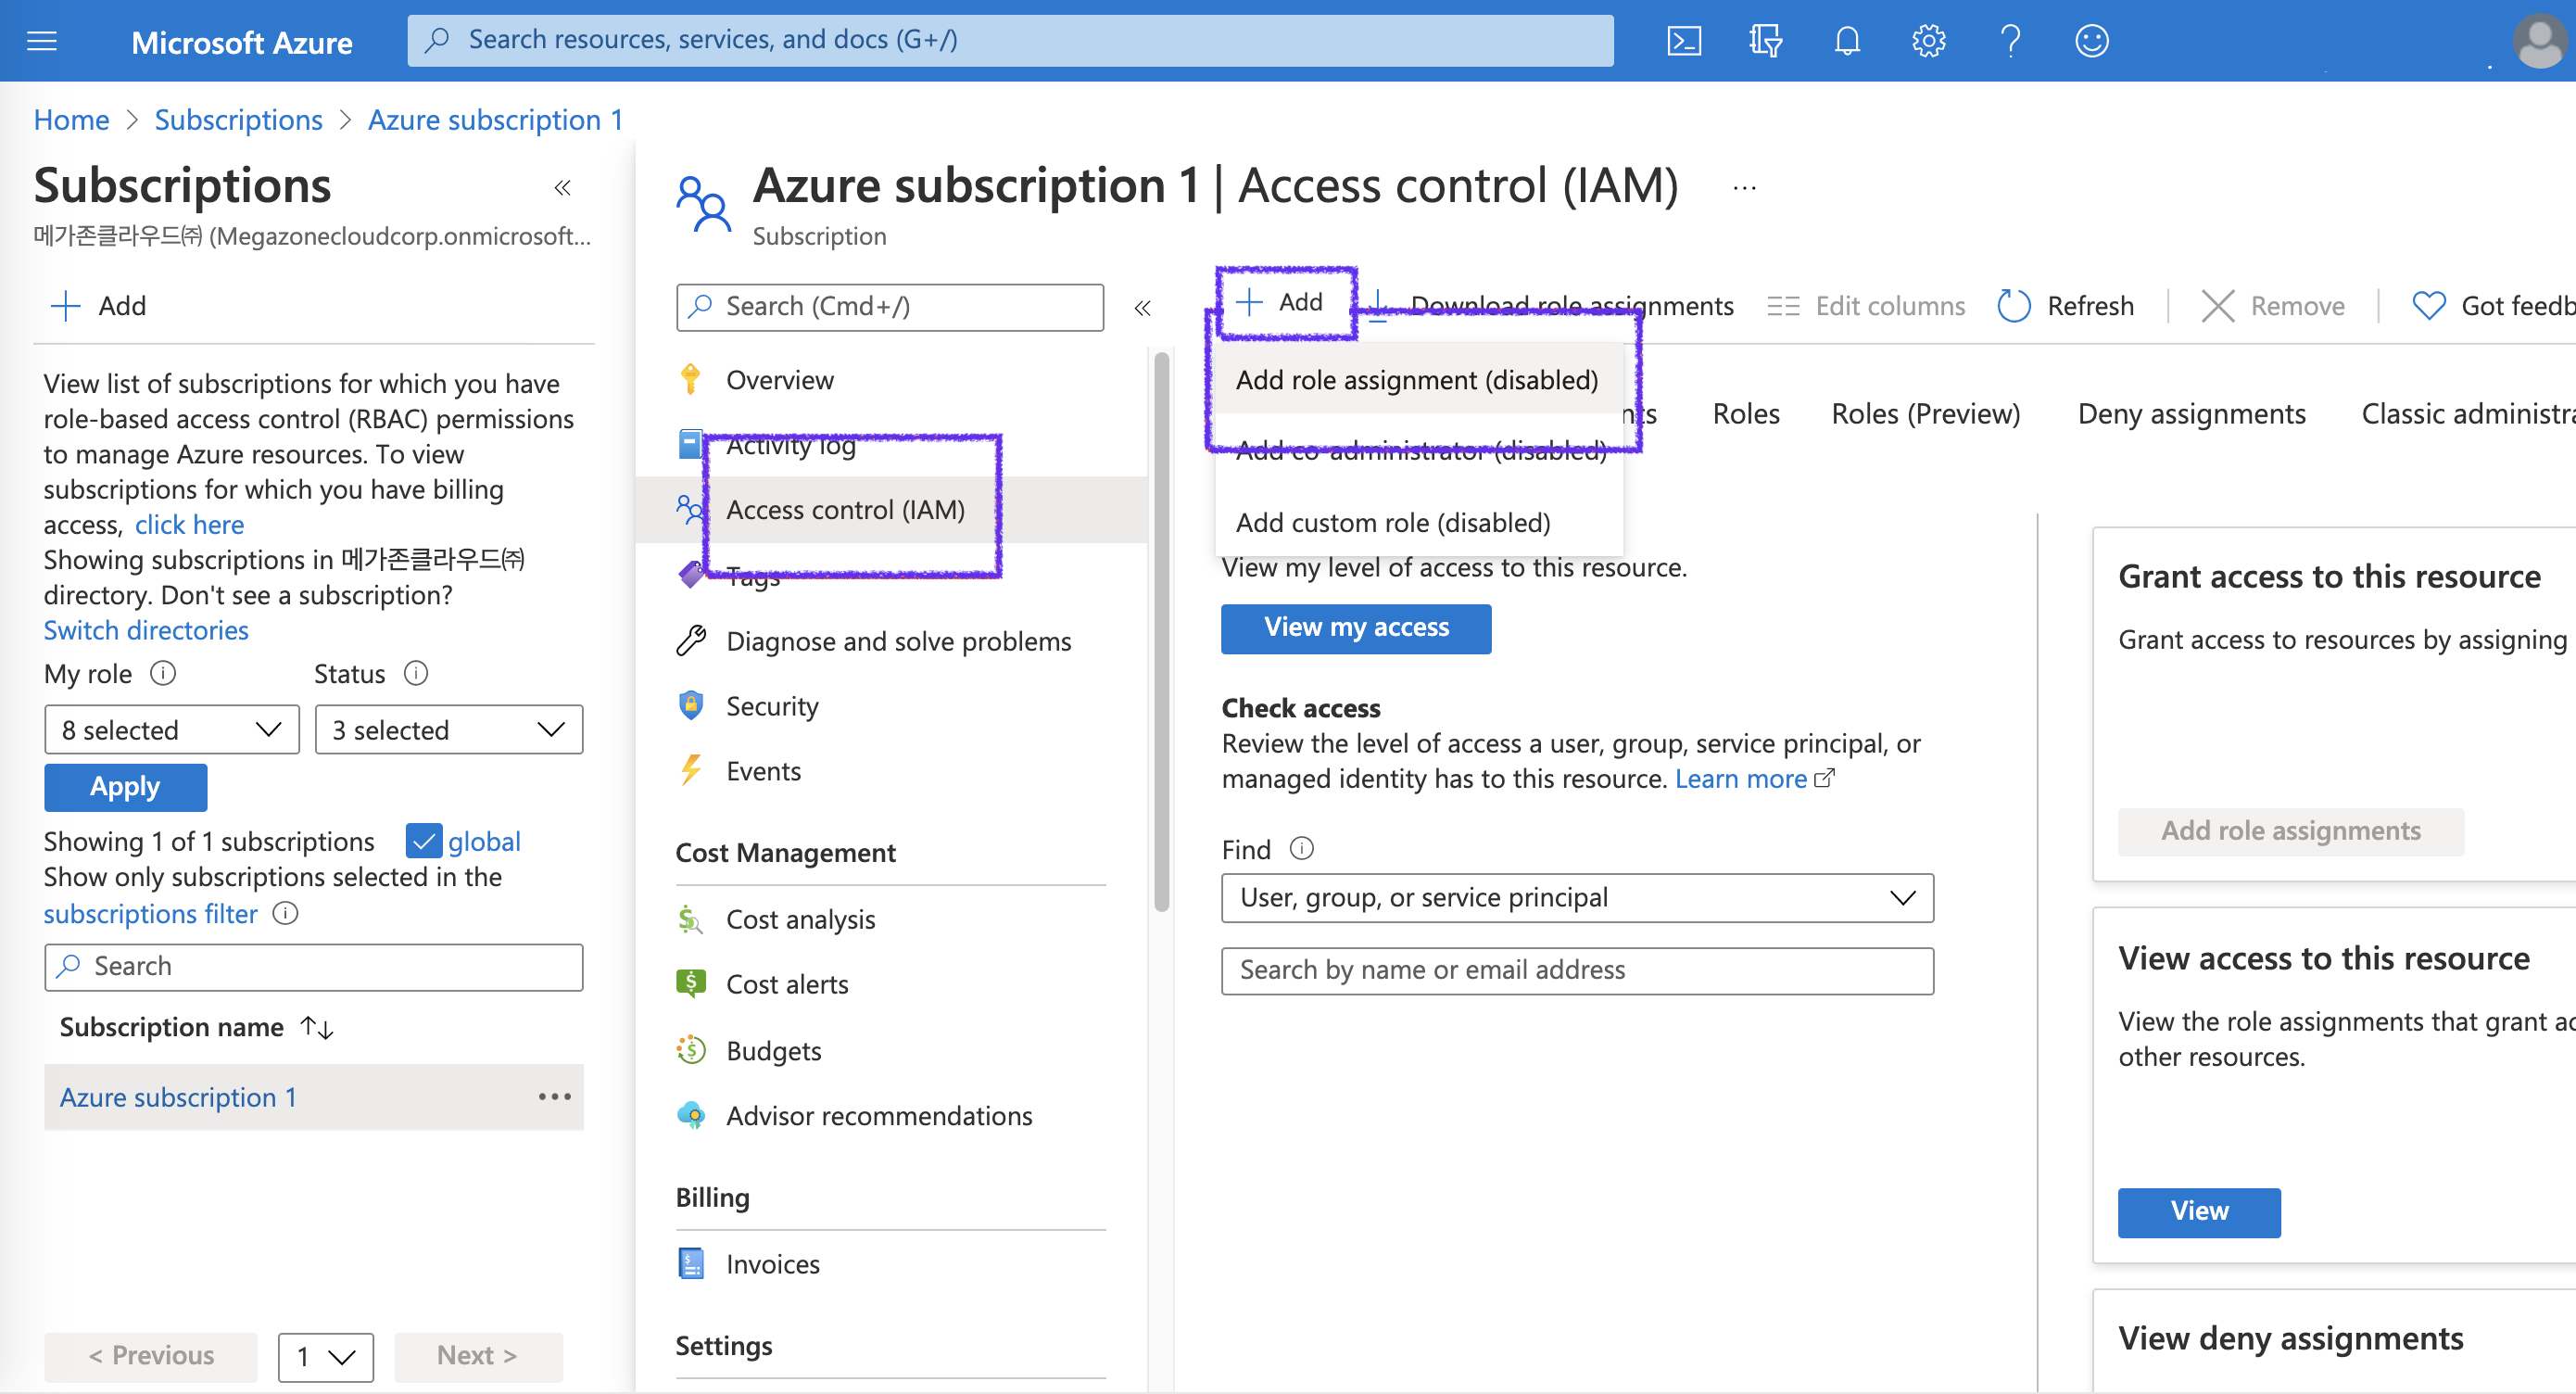 Microsoft Azure
Search resources, services, and docs (G+/)
Home > Subscriptions > Azure subscription 1
Subscriptions
메가존클라우드㈜ (Megazonecloudcorp.onmicrosoft...
Add
View list of subscriptions for which you have
role-based access control (RBAC) permissions
to manage Azure resources. To view
subscriptions for which you have billing
access, click here
Showing subscriptions in 메가존클라우드㈜
directory. Don't see a subscription?
Switch directories
My role Status
8 selected 3 selected
Apply
Showing 1 of 1 subscriptions global
Show only subscriptions selected in the
subscriptions filter
Search
Subscription name
Azure subscription 1
< Previous 1 Next >
Azure subscription 1 | Access control (IAM) ...
Subscription
Search (Cmd+/)
Overview
Activity log
Access control (IAM)
Tags
Diagnose and solve problems
Security
Events
Cost Management
Cost analysis
Cost alerts
Budgets
Advisor recommendations
Billing
Invoices
Settings
Add Download role assignments Edit columns Refresh Remove Got feedb
Add role assignment (disabled)
Add co-administrator (disabled)
Add custom role (disabled)
nts Roles Roles (Preview) Deny assignments Classic administra
View my level of access to this resource.
View my access
Check access
Review the level of access a user, group, service principal, or
managed identity has to this resource. Learn more
Find
User, group, or service principal
Search by name or email address
Grant access to this resource
Grant access to resources by assigning
Add role assignments
View access to this resource
View the role assignments that grant ac
other resources.
View
View deny assignments